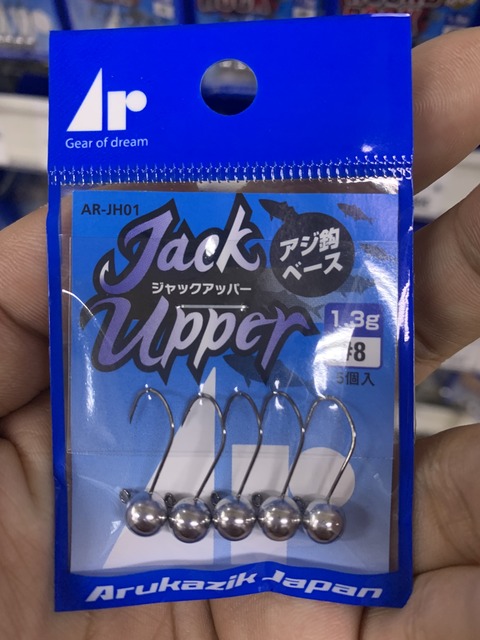 Ar
Gear of dream
AR-JH01
Jack
アジ釣
ベース
ジャックアッパー
Upper
1.3g
#8
5個入
Arukazik Japan